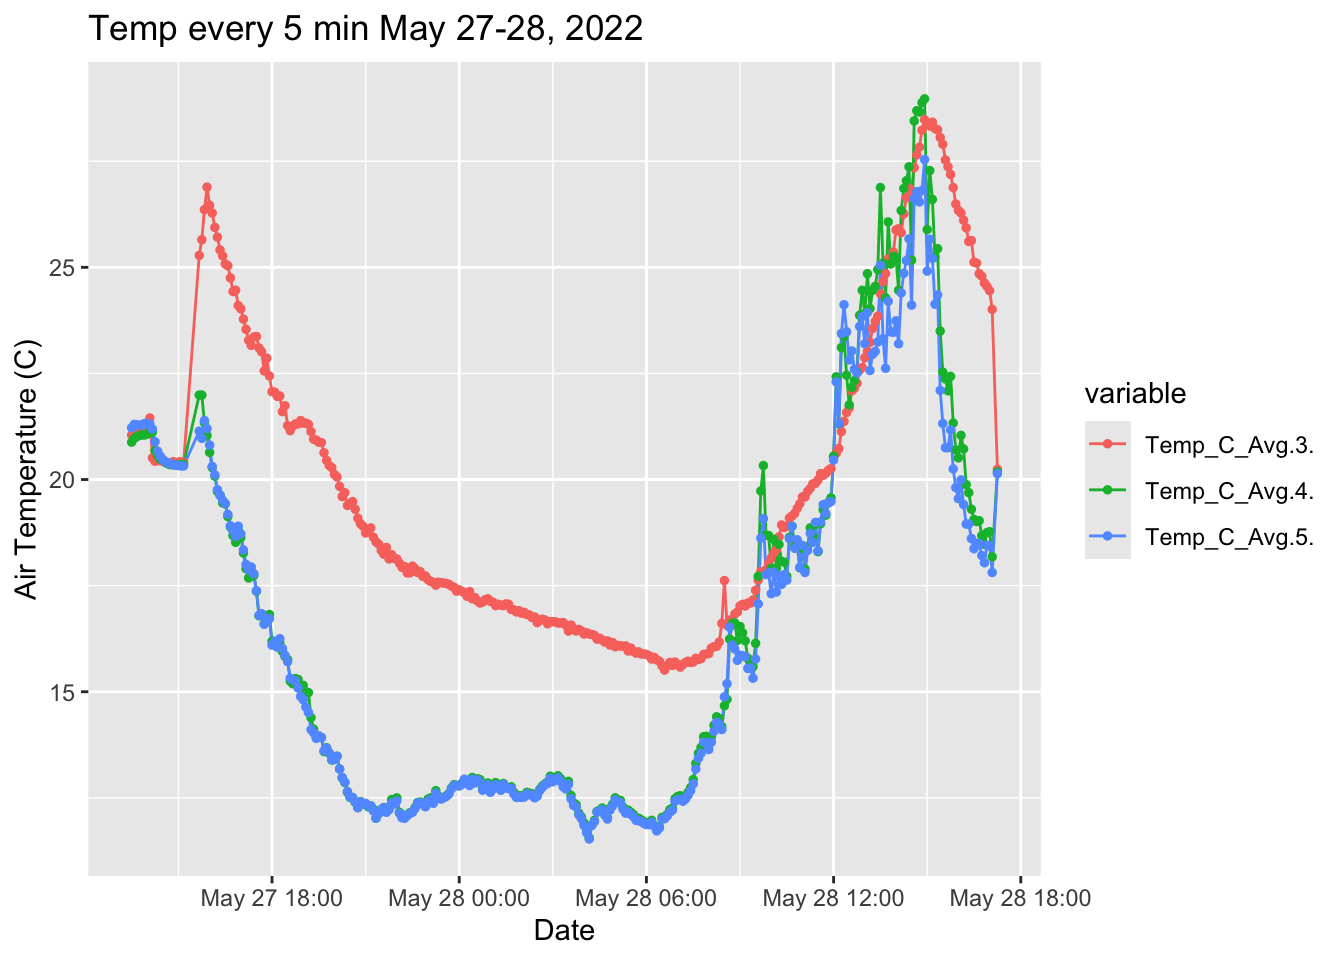 Temp every 5 min May 27-28, 2022
Air Temperature (C)
25
20
15
May 27 18:00
May 28 00:00
May 28 06:00
May 28 12:00
May 28 18:00
Date
variable
Temp_C_Avg.3.
Temp_C_Avg.4.
Temp_C_Avg.5.